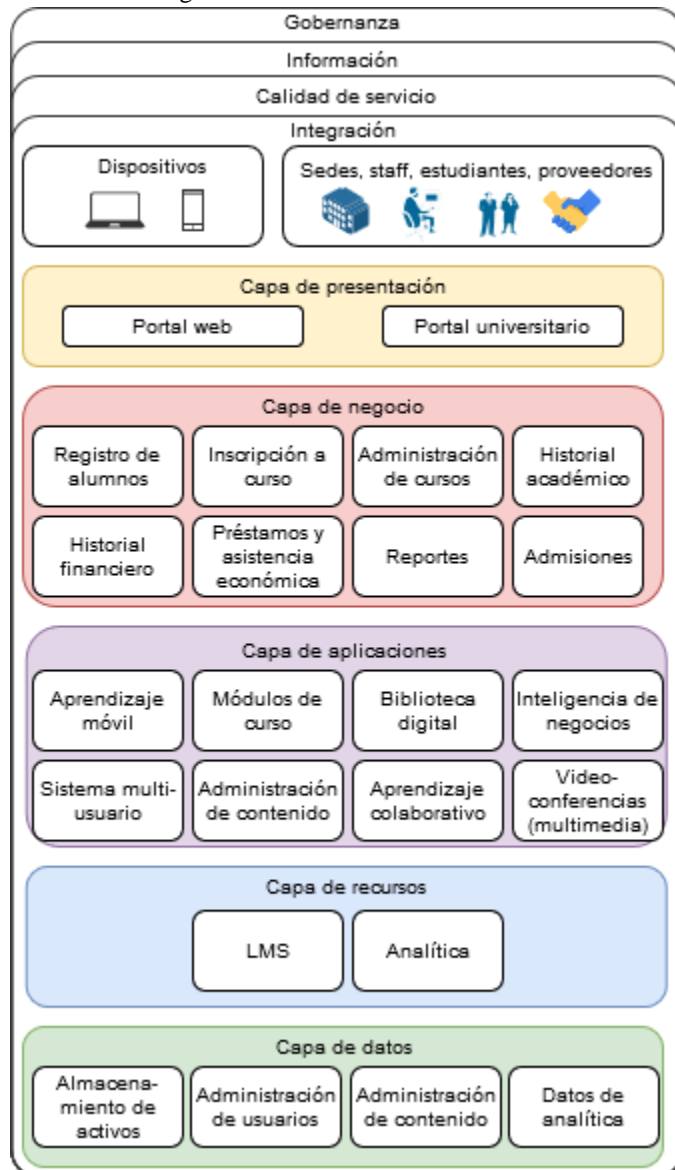 Gobernanza
Información
Calidad de servicio
Integración
Dispositivos
Sedes, staff, estudiantes, proveedores
Capa de presentación
Portal web
Portal universitario
Capa de negocio
Registro de
alumnos
Inscripción a
curso
Administración
de cursos
Historial
académico
Historial
financiero
Préstamos y
asistencia
económica
Reportes
Admisiones
Capa de aplicaciones
Aprendizaje
móvil
Módulos de
curso
Biblioteca
digital
Inteligencia de
negocios
Sistema multi-
usuario
Administración
de contenido
Aprendizaje
colaborativo
Video-
conferencias
(multimedia)
Capa de recursos
LMS
Analítica
Capa de datos
Almacena-
miento de
activos
Administración
de usuarios
Administración
de contenido
Datos de
analítica